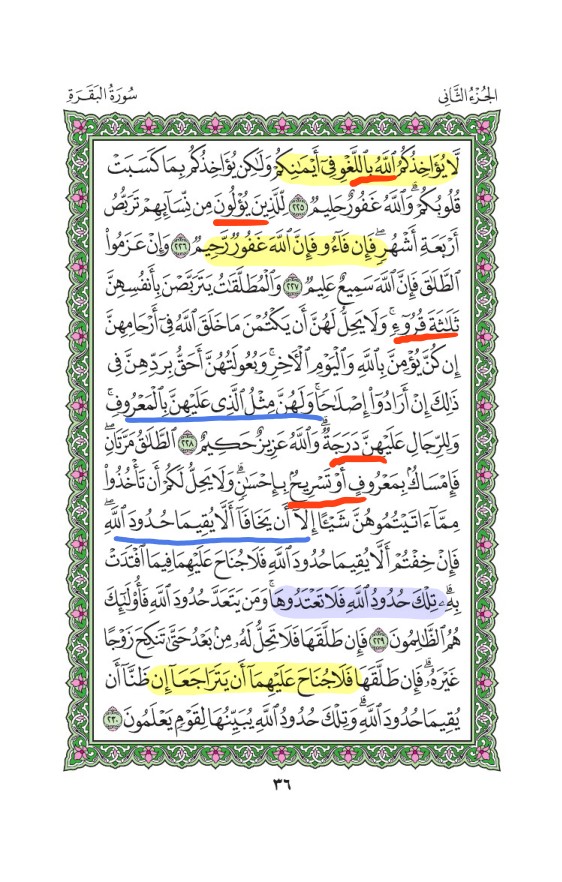 الجُزْءُ الثَّانِي سُورَةُ البَقَرَةِ
لَّا يُؤَاخِذُكُمُ ٱللَّهُ بِٱللَّغْوِ فِىٓ أَيْمَـٰنِكُمْ وَلَـٰكِن يُؤَاخِذُكُم بِمَا كَسَبَتْ
قُلُوبُكُمْ ۗ وَٱللَّهُ غَفُورٌ حَلِيمٌ ٢٢٥ لِّلَّذِينَ يُؤْلُونَ مِن نِّسَآئِهِمْ تَرَبُّصُ
أَرْبَعَةِ أَشْهُرٍ ۖ فَإِن فَآءُو فَإِنَّ ٱللَّهَ غَفُورٌ رَّحِيمٌ ٢٢٦ وَإِنْ عَزَمُوا۟
ٱلطَّلَـٰقَ فَإِنَّ ٱللَّهَ سَمِيعٌ عَلِيمٌ ٢٢٧ وَٱلْمُطَلَّقَـٰتُ يَتَرَبَّصْنَ بِأَنفُسِهِنَّ
ثَلَـٰثَةَ قُرُوٓءٍ ۚ وَلَا يَحِلُّ لَهُنَّ أَن يَكْتُمْنَ مَا خَلَقَ ٱللَّهُ فِىٓ أَرْحَامِهِنَّ
إِن كُنَّ يُؤْمِنَّ بِٱللَّهِ وَٱلْيَوْمِ ٱلْـَٔاخِرِ ۚ وَبُعُولَتُهُنَّ أَحَقُّ بِرَدِّهِنَّ فِى
ذَٰلِكَ إِنْ أَرَادُوٓا۟ إِصْلَـٰحًا ۚ وَلَهُنَّ مِثْلُ ٱلَّذِى عَلَيْهِنَّ بِٱلْمَعْرُوفِ ۚ
وَلِلرِّجَالِ عَلَيْهِنَّ دَرَجَةٌ ۗ وَٱللَّهُ عَزِيزٌ حَكِيمٌ ٢٢٨ ٱلطَّلَـٰقُ مَرَّتَانِ ۖ
فَإِمْسَاكٌۢ بِمَعْرُوفٍ أَوْ تَسْرِيحٌۢ بِإِحْسَـٰنٍ ۗ وَلَا يَحِلُّ لَكُمْ أَن تَأْخُذُوا۟
مِمَّآ ءَاتَيْتُمُوهُنَّ شَيْـًٔا إِلَّآ أَن يَخَافَآ أَلَّا يُقِيمَا حُدُودَ ٱللَّهِ ۖ
فَإِنْ خِفْتُمْ أَلَّا يُقِيمَا حُدُودَ ٱللَّهِ فَلَا جُنَاحَ عَلَيْهِمَا فِيمَا ٱفْتَدَتْ
بِهِۦ ۗ تِلْكَ حُدُودُ ٱللَّهِ فَلَا تَعْتَدُوهَا ۚ وَمَن يَتَعَدَّ حُدُودَ ٱللَّهِ فَأُو۟لَـٰٓئِكَ
هُمُ ٱلظَّـٰلِمُونَ ٢٢٩ فَإِن طَلَّقَهَا فَلَا تَحِلُّ لَهُۥ مِنۢ بَعْدُ حَتَّىٰ تَنكِحَ زَوْجًا
غَيْرَهُۥ ۗ فَإِن طَلَّقَهَا فَلَا جُنَاحَ عَلَيْهِمَآ أَن يَتَرَاجَعَآ إِن ظَنَّآ أَن
يُقِيمَا حُدُودَ ٱللَّهِ ۗ وَتِلْكَ حُدُودُ ٱللَّهِ يُبَيِّنُهَا لِقَوْمٍ يَعْلَمُونَ ٢٣٠
٣٦